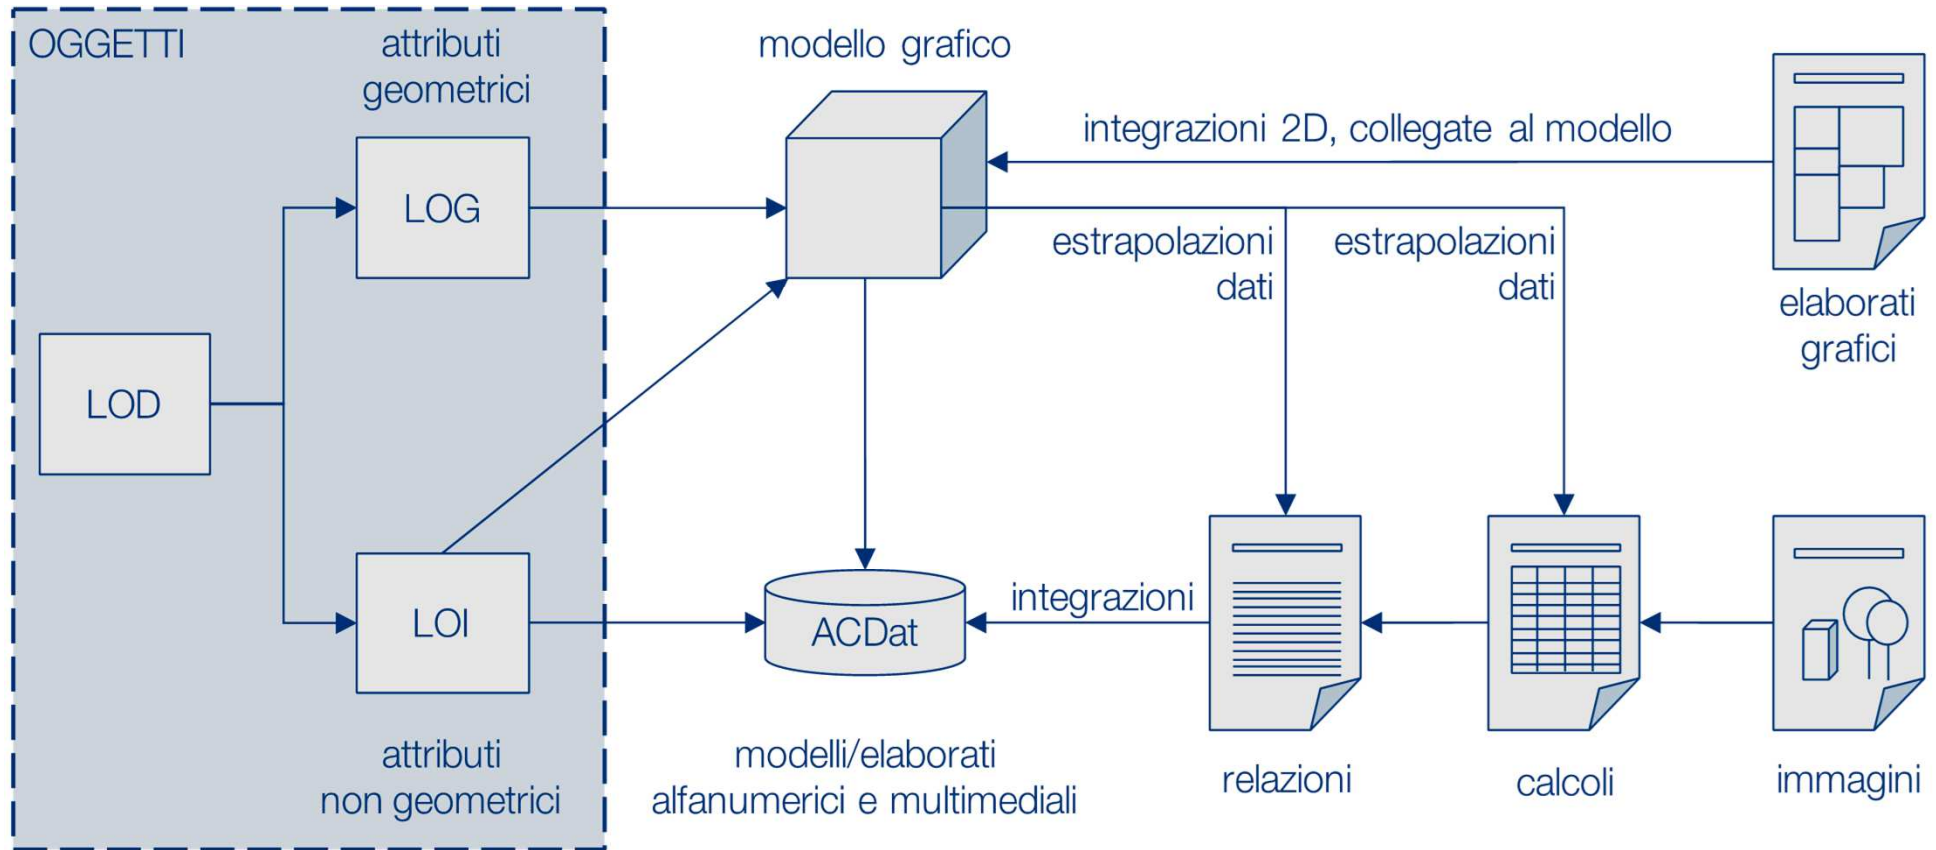 OGGETTI
attributi
geometrici
modello grafico
integrazioni 2D, collegate al modello
LOG
estrapolazioni
dati
estrapolazioni
dati
elaborati
grafici
LOD
LOI
integrazioni
ACDat
attributi
non geometrici
modelli/elaborati
alfanumerici e multimediali
relazioni
calcoli
immagini